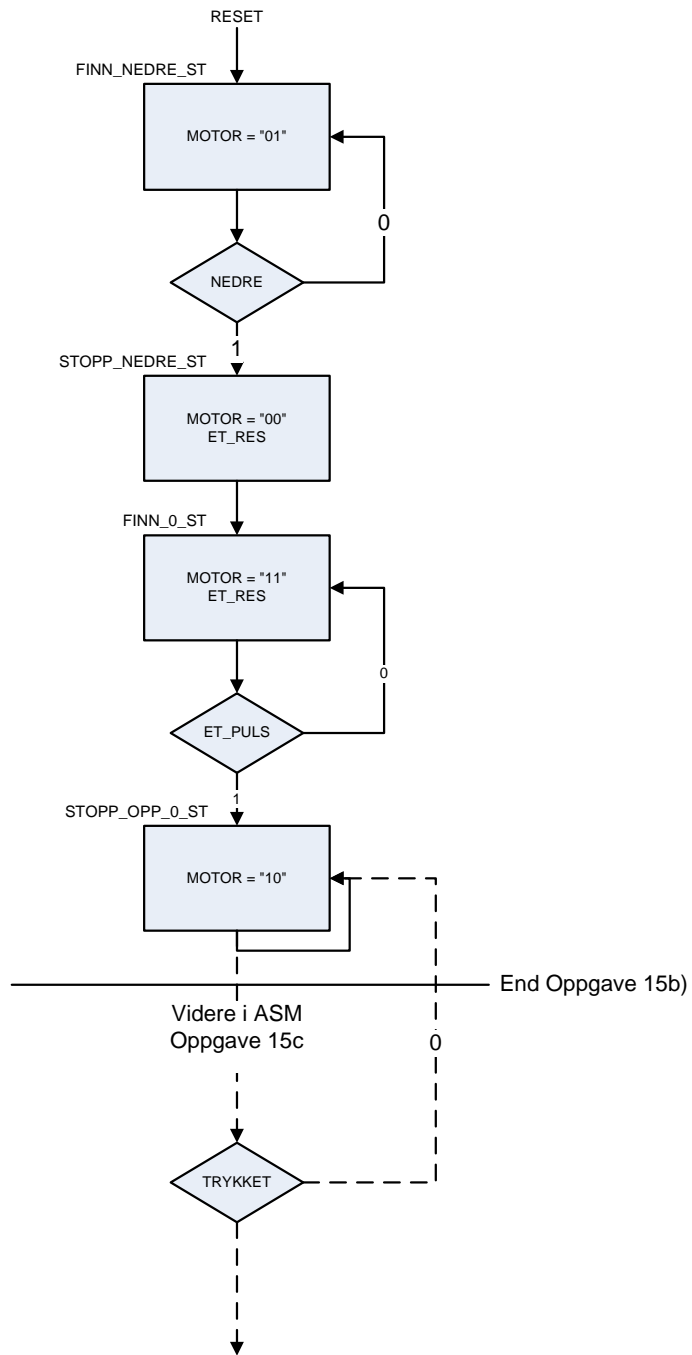 RESET
FINN_NEDRE_ST
MOTOR = "01"
0
NEDRE
1
STOPP_NEDRE_ST
MOTOR = "00"
ET_RES
FINN_0_ST
MOTOR = "11"
ET_RES
0
ET_PULS
1
STOPP_OPP_0_ST
MOTOR = "10"
End Oppgave 15b)
Videre i ASM
Oppgave 15c
0
TRYKKET